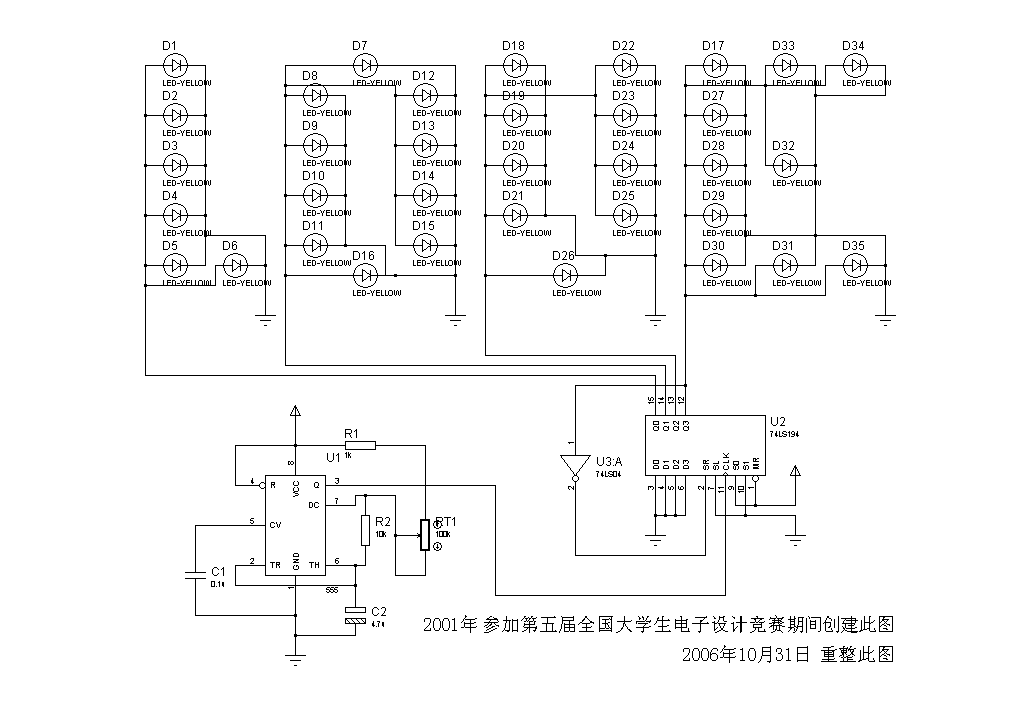 D1 D7 D18 D22 D17 D33 D34
LED-YELLOW LED-YELLOW LED-YELLOW LED-YELLOW LED-YELLOW LED-YELLOW LED-YELLOW
D8 D12
LED-YELLOW LED-YELLOW
D2 D19 D23 D27
LED-YELLOW LED-YELLOW LED-YELLOW LED-YELLOW
D9 D13
LED-YELLOW LED-YELLOW
D3 D20 D24 D28 D32
LED-YELLOW LED-YELLOW LED-YELLOW LED-YELLOW LED-YELLOW
D10 D14
LED-YELLOW LED-YELLOW
D4 D21 D25 D29
LED-YELLOW LED-YELLOW LED-YELLOW LED-YELLOW
D11 D15
LED-YELLOW LED-YELLOW
D5 D6 D30 D31 D35
LED-YELLOW LED-YELLOW LED-YELLOW LED-YELLOW LED-YELLOW
D16 D26
LED-YELLOW LED-YELLOW
15 14 13 12
Q0 Q1 Q2 Q3
U2
74LS194
D0 D1 D2 D3 SR SL CLK S0 S1 MR
3 4 5 6 2 7 11 9 10 1
1
U3:A
74LS04
2
R1
1k
U1
8
4 R VCC Q 3
DC 7
5 CV
2 TR GND TH 6
1
555
R2
10k
RT1
100k
C1
0.1u
C2
4.7u
2001年 参加第五届全国大学生电子设计竞赛期间创建此图
2006年10月31日 重整此图